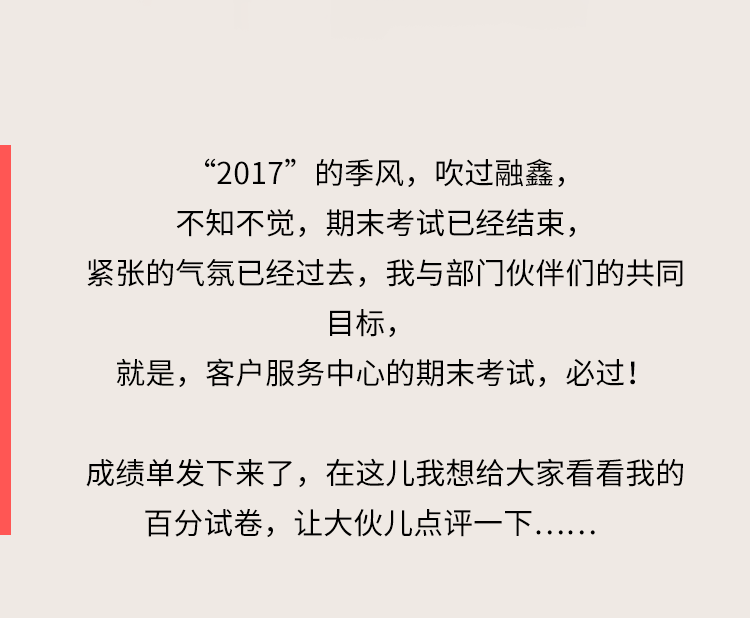 “2017”的季风，吹过融鑫，
不知不觉，期末考试已经结束，
紧张的气氛已经过去，我与部门伙伴们的共同
目标，
就是，客户服务中心的期末考试，必过！
成绩单发下来了，在这儿我想给大家看看我的
百分试卷，让大伙儿点评一下……